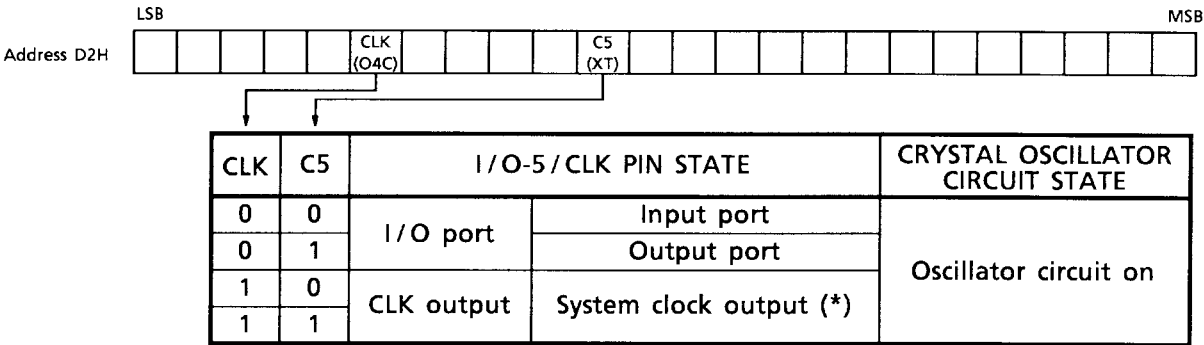 LSB MSB
Address D2H CLK C5
(O4C) (XT)
CLK C5 I/O-5/CLK PIN STATE CRYSTAL OSCILLATOR
CIRCUIT STATE
0 0 I/O port Input port Oscillator circuit on
0 1 Output port
1 0 CLK output System clock output (*)
1 1